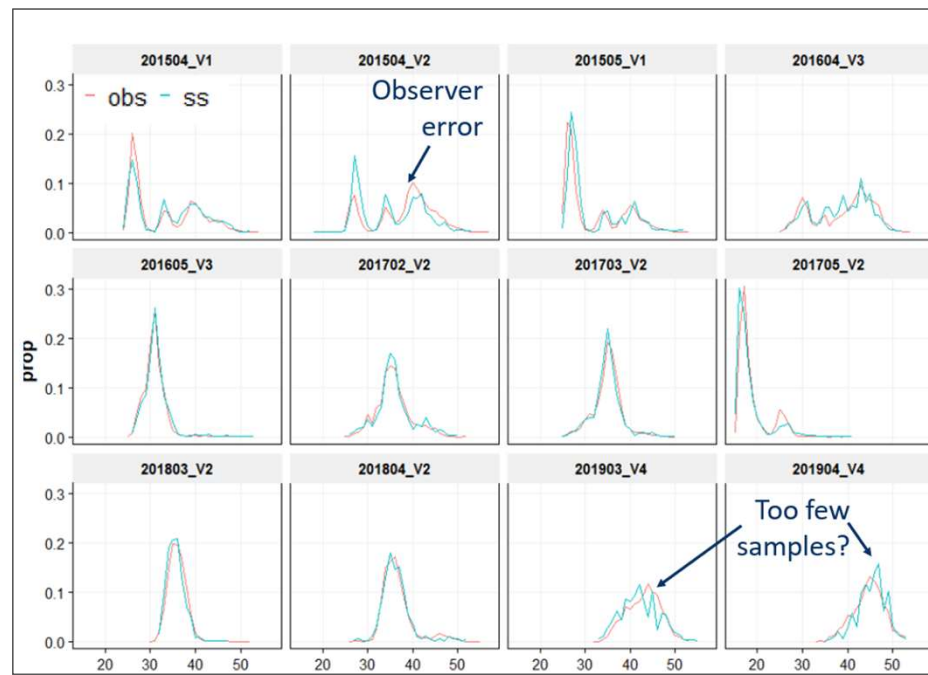 201504_V1 201504_V2 201505_V1 201604_V3
0.3
obs ss
Observer
error
0.2
0.1
0.0
201605_V3 201702_V2 201703_V2 201705_V2
0.3
0.2
prop
0.1
0.0
201803_V2 201804_V2 201903_V4 201904_V4
0.3
Too few
samples?
0.2
0.1
0.0
20 30 40 50 20 30 40 50 20 30 40 50 20 30 40 50